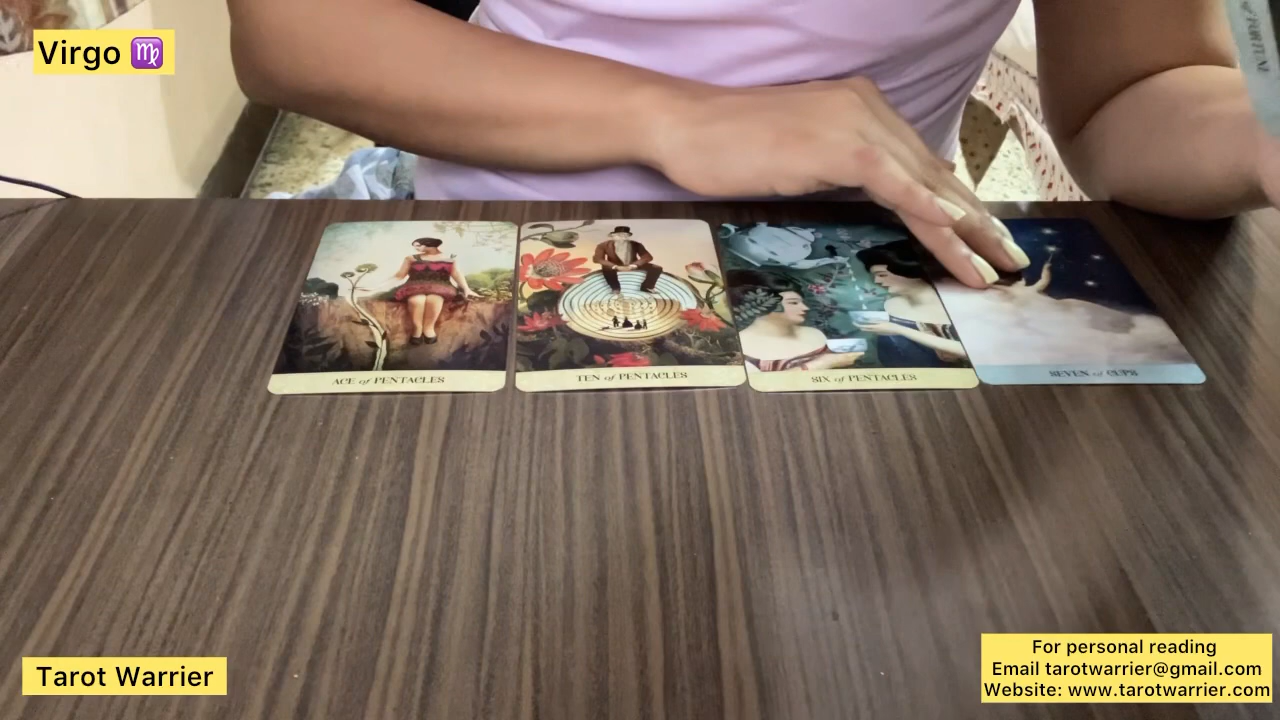 Virgo ♍
ACE of PENTACLES
TEN of PENTACLES
SIX of PENTACLES
SEVEN of CUPS
Tarot Warrier
For personal reading
Email tarotwarrier@gmail.com
Website: www.tarotwarrier.com